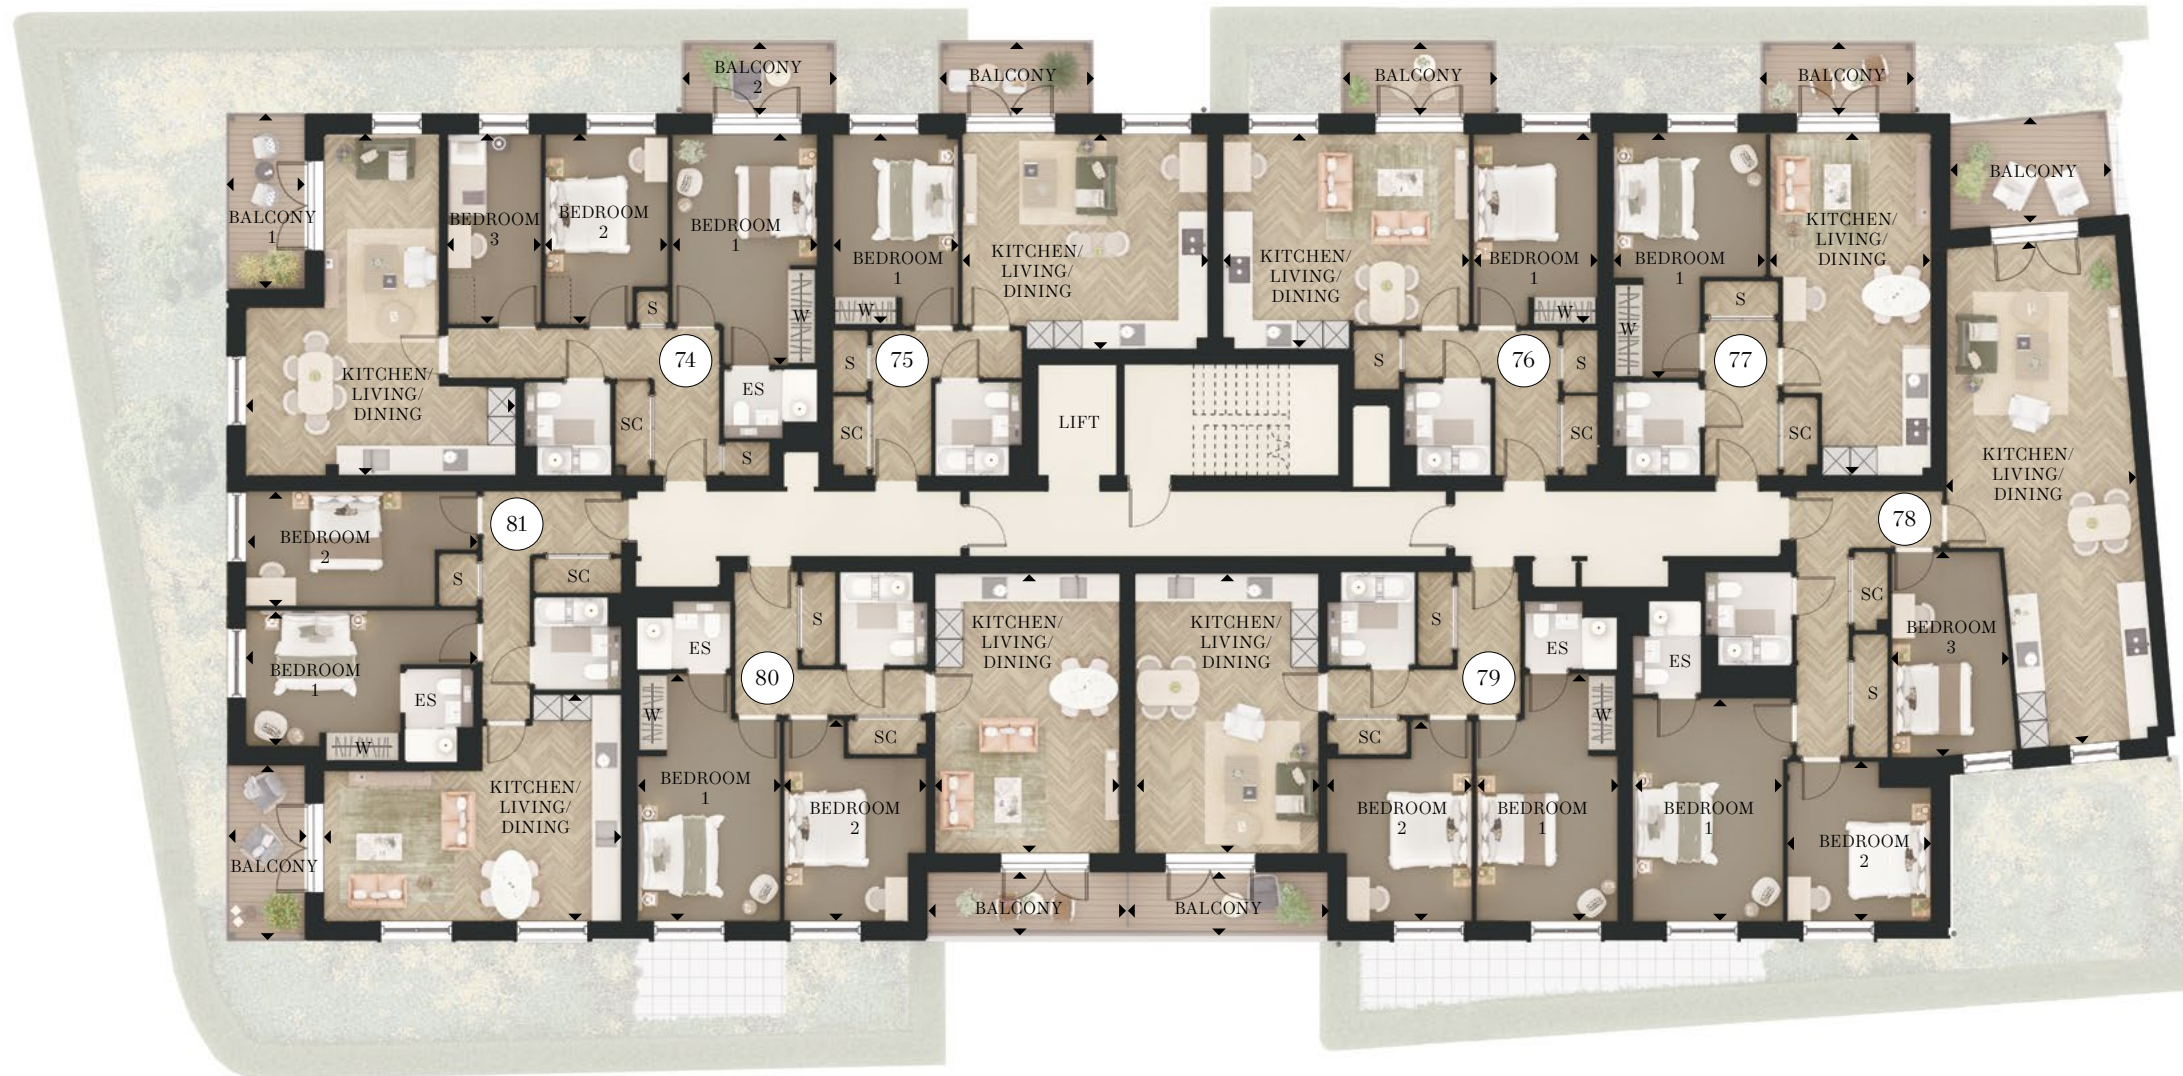 BALCONY
2
BALCONY
BALCONY
BALCONY
BALCONY
1
BEDROOM
3
BEDROOM
2
BEDROOM
1
BEDROOM
1
KITCHEN/
LIVING/
DINING
KITCHEN/
LIVING/
DINING
BEDROOM
1
BEDROOM
1
KITCHEN/
LIVING/
DINING
BALCONY
KITCHEN/
LIVING/
DINING
S
W
74
W
S
75
S
W
76
S
W
S
77
SC
ES
S
SC
LIFT
SC
SC
KITCHEN/
LIVING/
DINING
BEDROOM
2
81
S
SC
78
BEDROOM
1
ES
W
ES
S
80
KITCHEN/
LIVING/
DINING
KITCHEN/
LIVING/
DINING
S
79
ES
ES
SC
S
BEDROOM
3
W
SC
SC
W
KITCHEN/
LIVING/
DINING
BALCONY
BEDROOM
1
BEDROOM
2
BEDROOM
2
BEDROOM
1
BEDROOM
1
BEDROOM
2
BALCONY
BALCONY